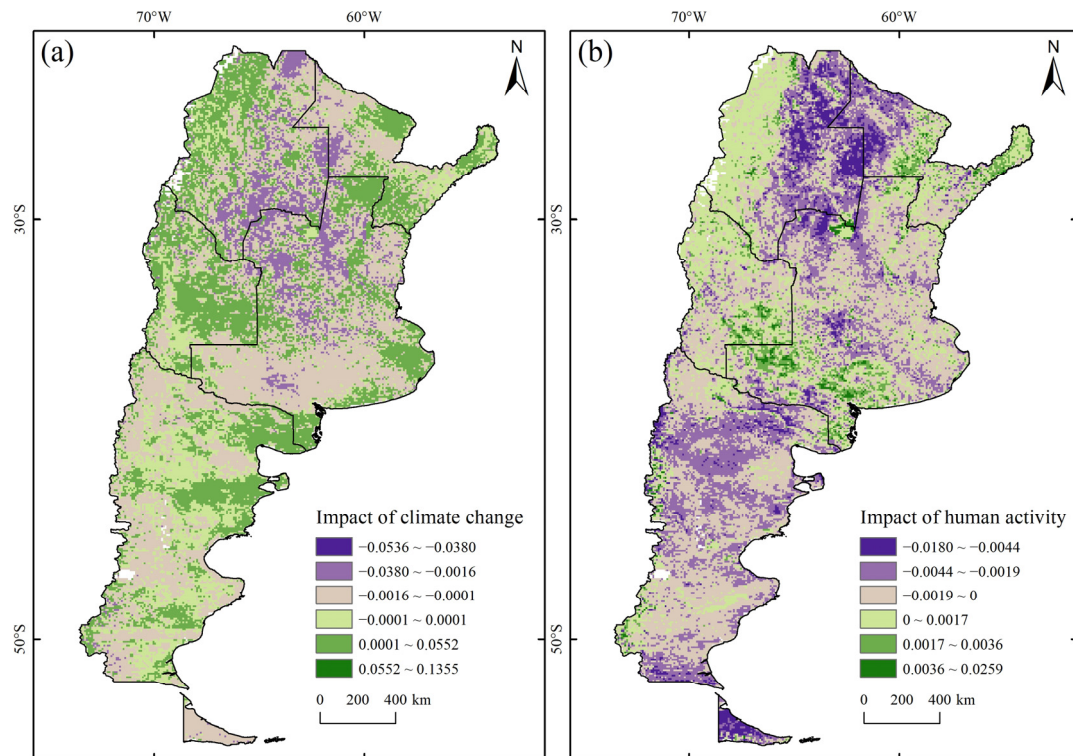 70°W 60°W 70°W 60°W
(a) N (b) N
30°S 30°S
50°S 50°S
Impact of climate change
−0.0536 ~ −0.0380
−0.0380 ~ −0.0016
−0.0016 ~ −0.0001
−0.0001 ~ 0.0001
0.0001 ~ 0.0552
0.0552 ~ 0.1355
0 200 400 km
Impact of human activity
−0.0180 ~ −0.0044
−0.0044 ~ −0.0019
−0.0019 ~ 0
0 ~ 0.0017
0.0017 ~ 0.0036
0.0036 ~ 0.0259
0 200 400 km